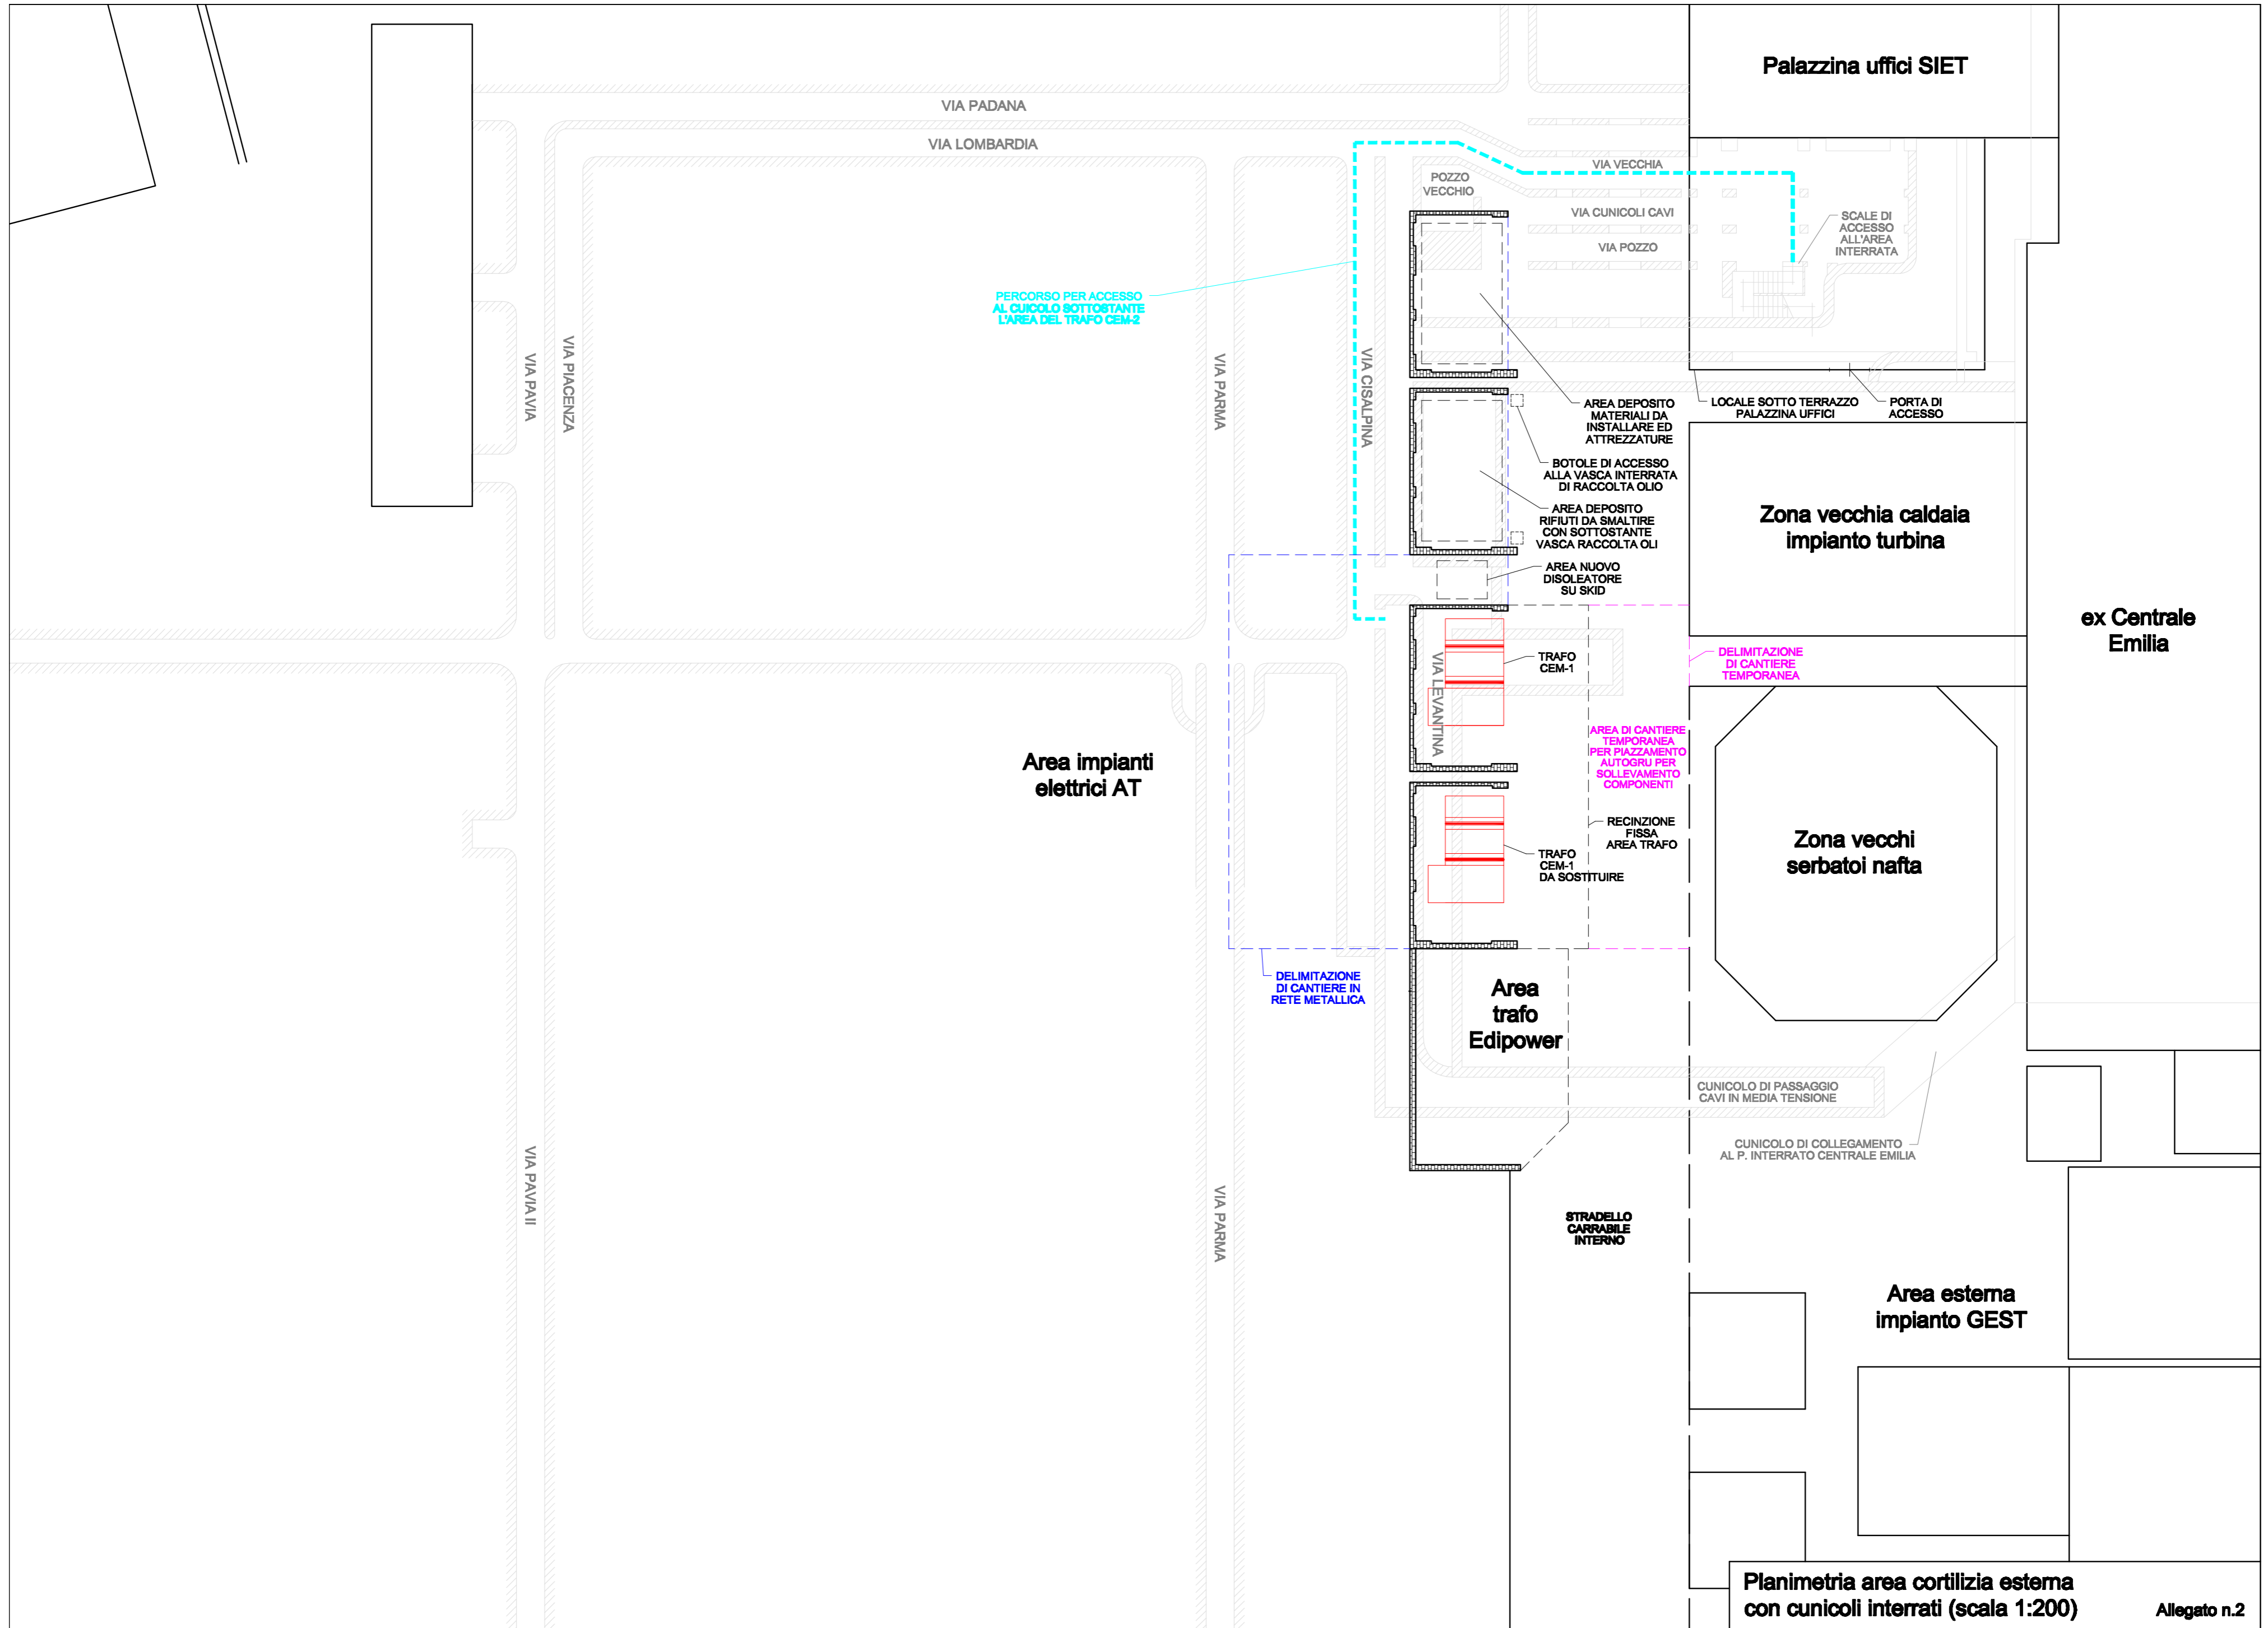 Palazzina uffici SIET
VIA PADANA
VIA LOMBARDIA
VIA VECCHIA
POZZO
VECCHIO
VIA CUNICOLI CAVI
VIA POZZO
SCALE DI
ACCESSO
ALL'AREA
INTERRATA
PERCORSO PER ACCESSO
AL CUICOLO SOTTOSTANTE
L'AREA DEL TRAFO CEM-2
VIA PAVIA
VIA PIACENZA
VIA PARMA
VIA CISALPINA
AREA DEPOSITO
MATERIALI DA
INSTALLARE ED
ATTREZZATURE
LOCALE SOTTO TERRAZZO
PALAZZINA UFFICI
PORTA DI
ACCESSO
BOTOLE DI ACCESSO
ALLA VASCA INTERRATA
DI RACCOLTA OLIO
AREA DEPOSITO
RIFIUTI DA SMALTIRE
CON SOTTOSTANTE
VASCA RACCOLTA OLI
Zona vecchia caldaia
impianto turbina
AREA NUOVO
DISOLEATORE
SU SKID
ex Centrale
Emilia
TRAFO
CEM-1
VIA LEVANTINA
DELIMITAZIONE
DI CANTIERE
TEMPORANEA
AREA DI CANTIERE
TEMPORANEA
PER PIAZZAMENTO
AUTOGRU PER
SOLLEVAMENTO
COMPONENTI
Area impianti
elettrici AT
RECINZIONE
FISSA
AREA TRAFO
TRAFO
CEM-1
DA SOSTITUIRE
Zona vecchi
serbatoi nafta
DELIMITAZIONE
DI CANTIERE IN
RETE METALLICA
Area
trafo
Edipower
CUNICOLO DI PASSAGGIO
CAVI IN MEDIA TENSIONE
CUNICOLO DI COLLEGAMENTO
AL P. INTERRATO CENTRALE EMILIA
VIA PAVIA II
VIA PARMA
STRADELLO
CARRABILE
INTERNO
Area esterna
impianto GEST
Planimetria area cortilizia esterna
con cunicoli interrati (scala 1:200)
Allegato n.2